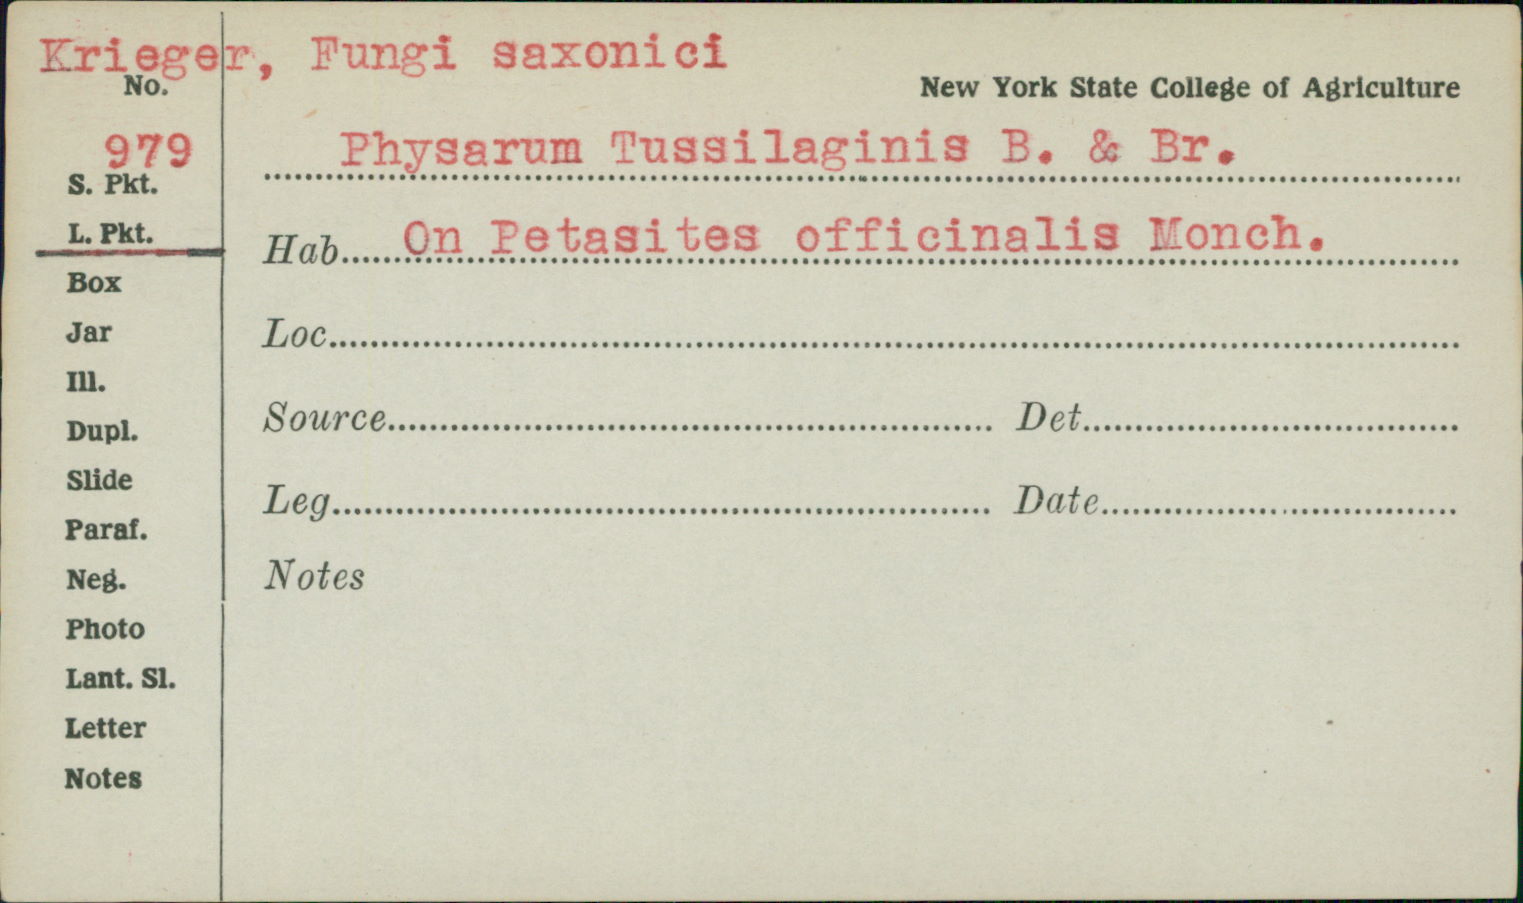 Krieger, Fungi saxonici
No.
New York State College of Agriculture
979
Physarum Tussilaginis B. & Br.
S. Pkt.
L. Pkt.
Hab. On Petasites officinalis Monch.
Box
Jar
Loc.
Ill.
Dupl.
Source Det.
Slide
Leg. Date
Paraf.
Neg.
Notes
Photo
Lant. Sl.
Letter
Notes